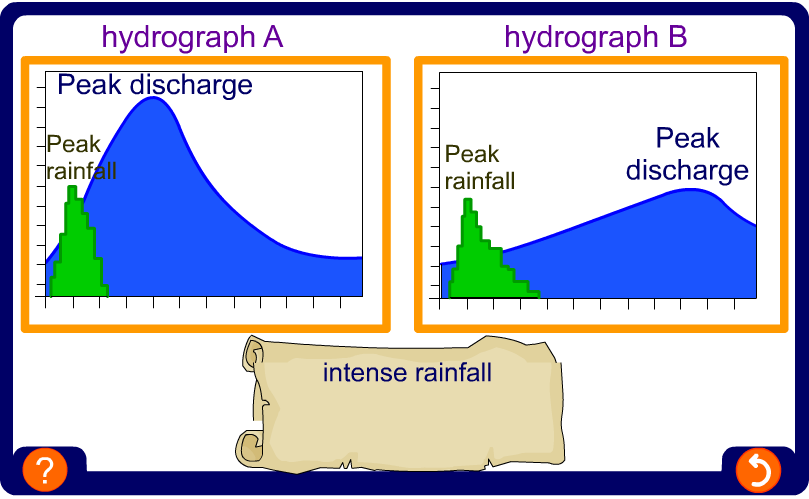 hydrograph A
Peak discharge
Peak
rainfall
hydrograph B
Peak
rainfall
Peak
discharge
intense rainfall
?